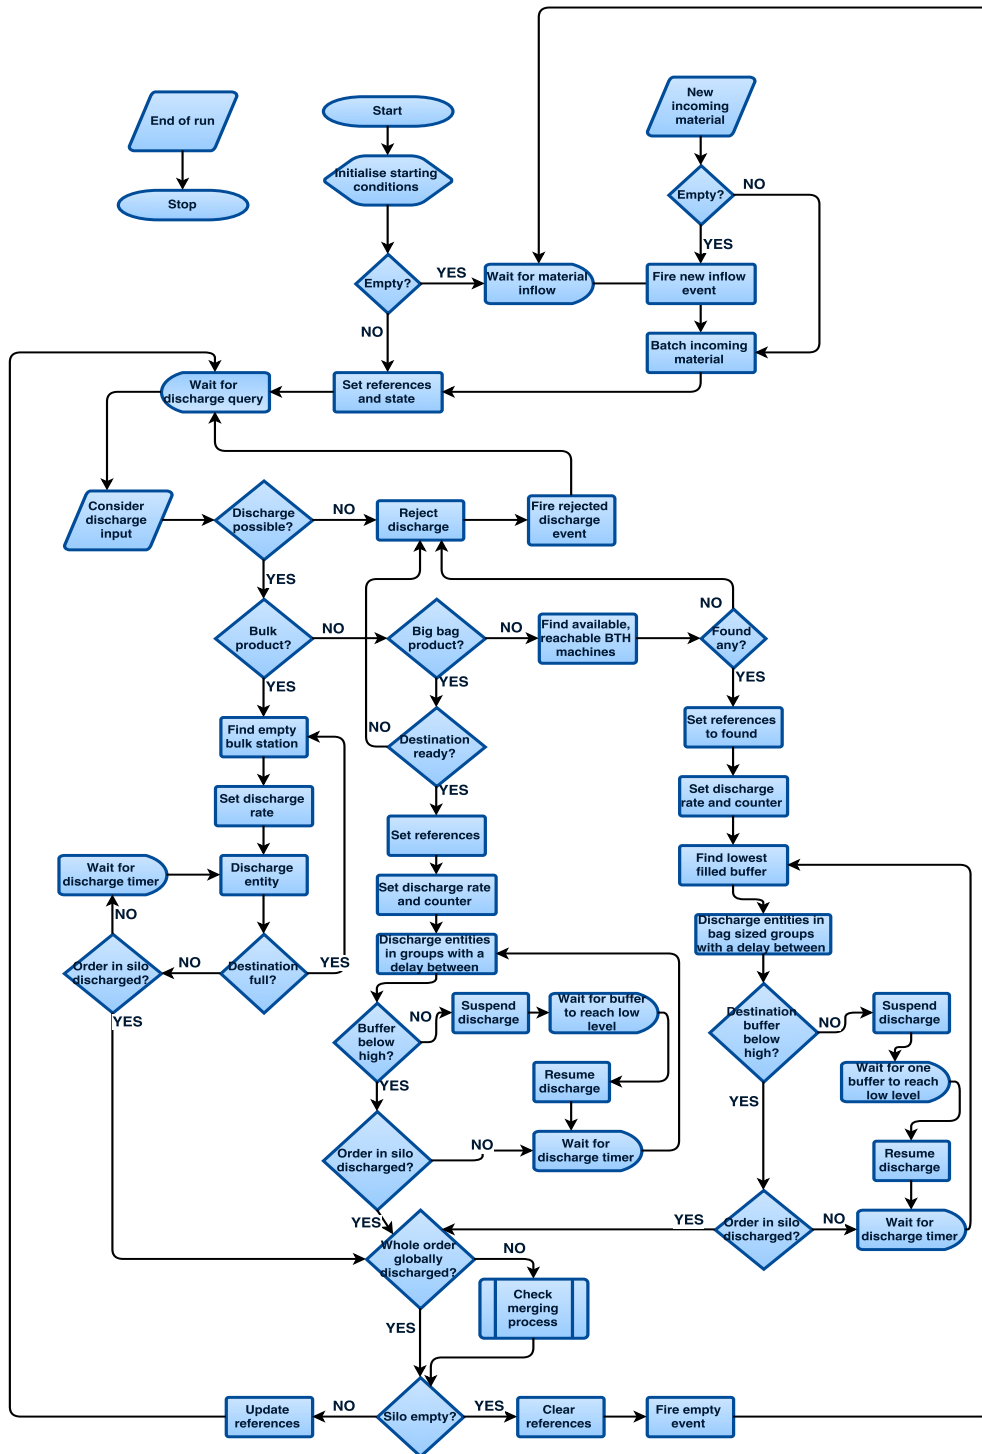 New
incoming
material
End of run
Start
Initialise starting
conditions
Empty?
NO
Stop
YES
Empty?
YES
Wait for material
inflow
Fire new inflow
event
NO
Batch incoming
material
Wait for
discharge query
Set references
and state
Consider
discharge
input
Discharge
possible?
NO
Reject
discharge
Fire rejected
discharge
event
YES
NO
Bulk
product?
NO
Big bag
product?
NO
Find available,
reachable BTH
machines
Found
any?
YES
YES
YES
Find empty
bulk station
NO
Destination
ready?
Set references
to found
YES
Set discharge
rate
Set discharge
rate and counter
Set references
Wait for
discharge timer
Discharge
entity
Find lowest
filled buffer
Set discharge rate
and counter
NO
Discharge entities in
bag sized groups
with a delay between
Discharge entities
in groups with a
delay between
Order in silo
discharged?
NO
Destination
full?
YES
YES
Buffer
below
high?
NO
Suspend
discharge
Wait for buffer
to reach low
level
Destination
buffer
below
high?
NO
Suspend
discharge
YES
Resume
discharge
Wait for one
buffer to reach
low level
YES
Order in silo
discharged?
NO
Wait for
discharge timer
Resume
discharge
YES
YES
Order in silo
discharged?
NO
Wait for
discharge timer
Whole order
globally
discharged?
NO
Check
merging
process
YES
Update
references
NO
Silo empty?
YES
Clear
references
Fire empty
event